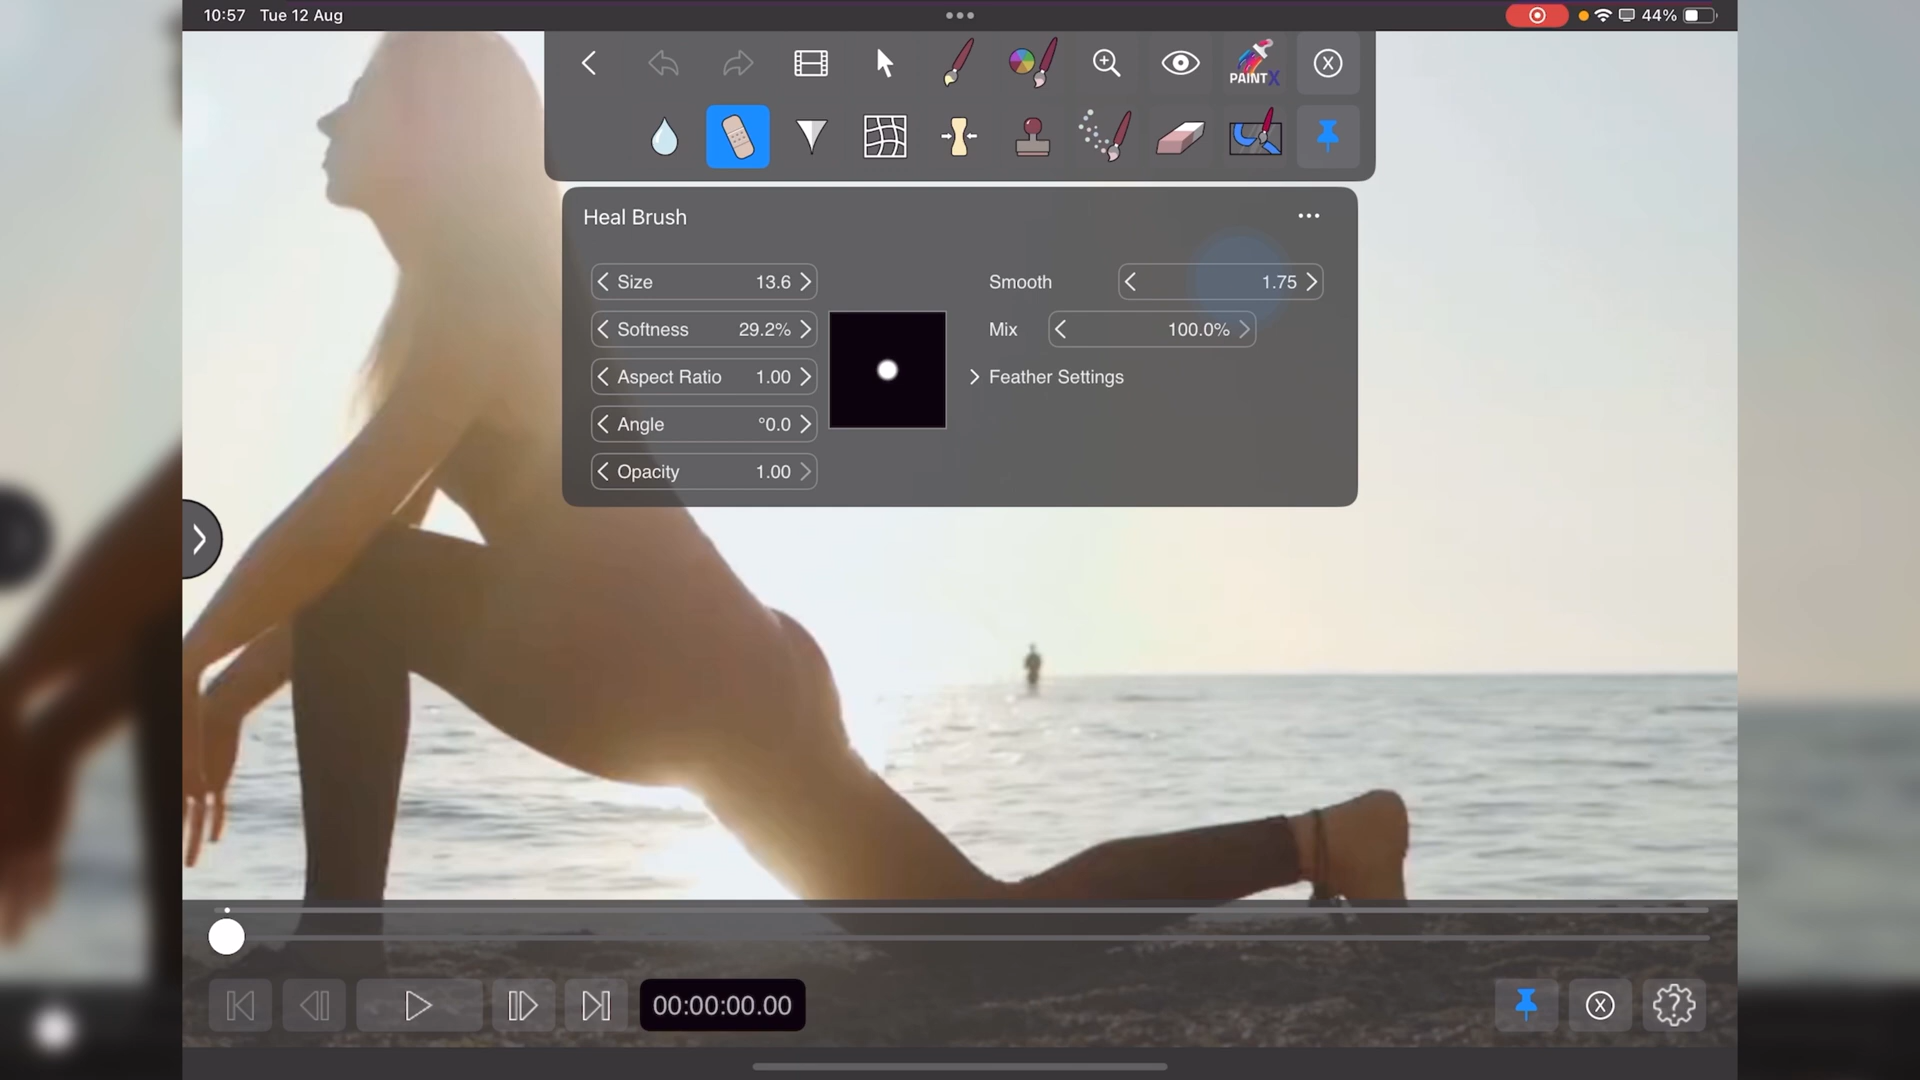 10:57 Tue 12 Aug
44%
PAINTX
Heal Brush
Size 13.6
Smooth 1.75
Softness 29.2%
Mix 100.0%
Aspect Ratio 1.00
Feather Settings
Angle °0.0
Opacity 1.00
00:00:00.00